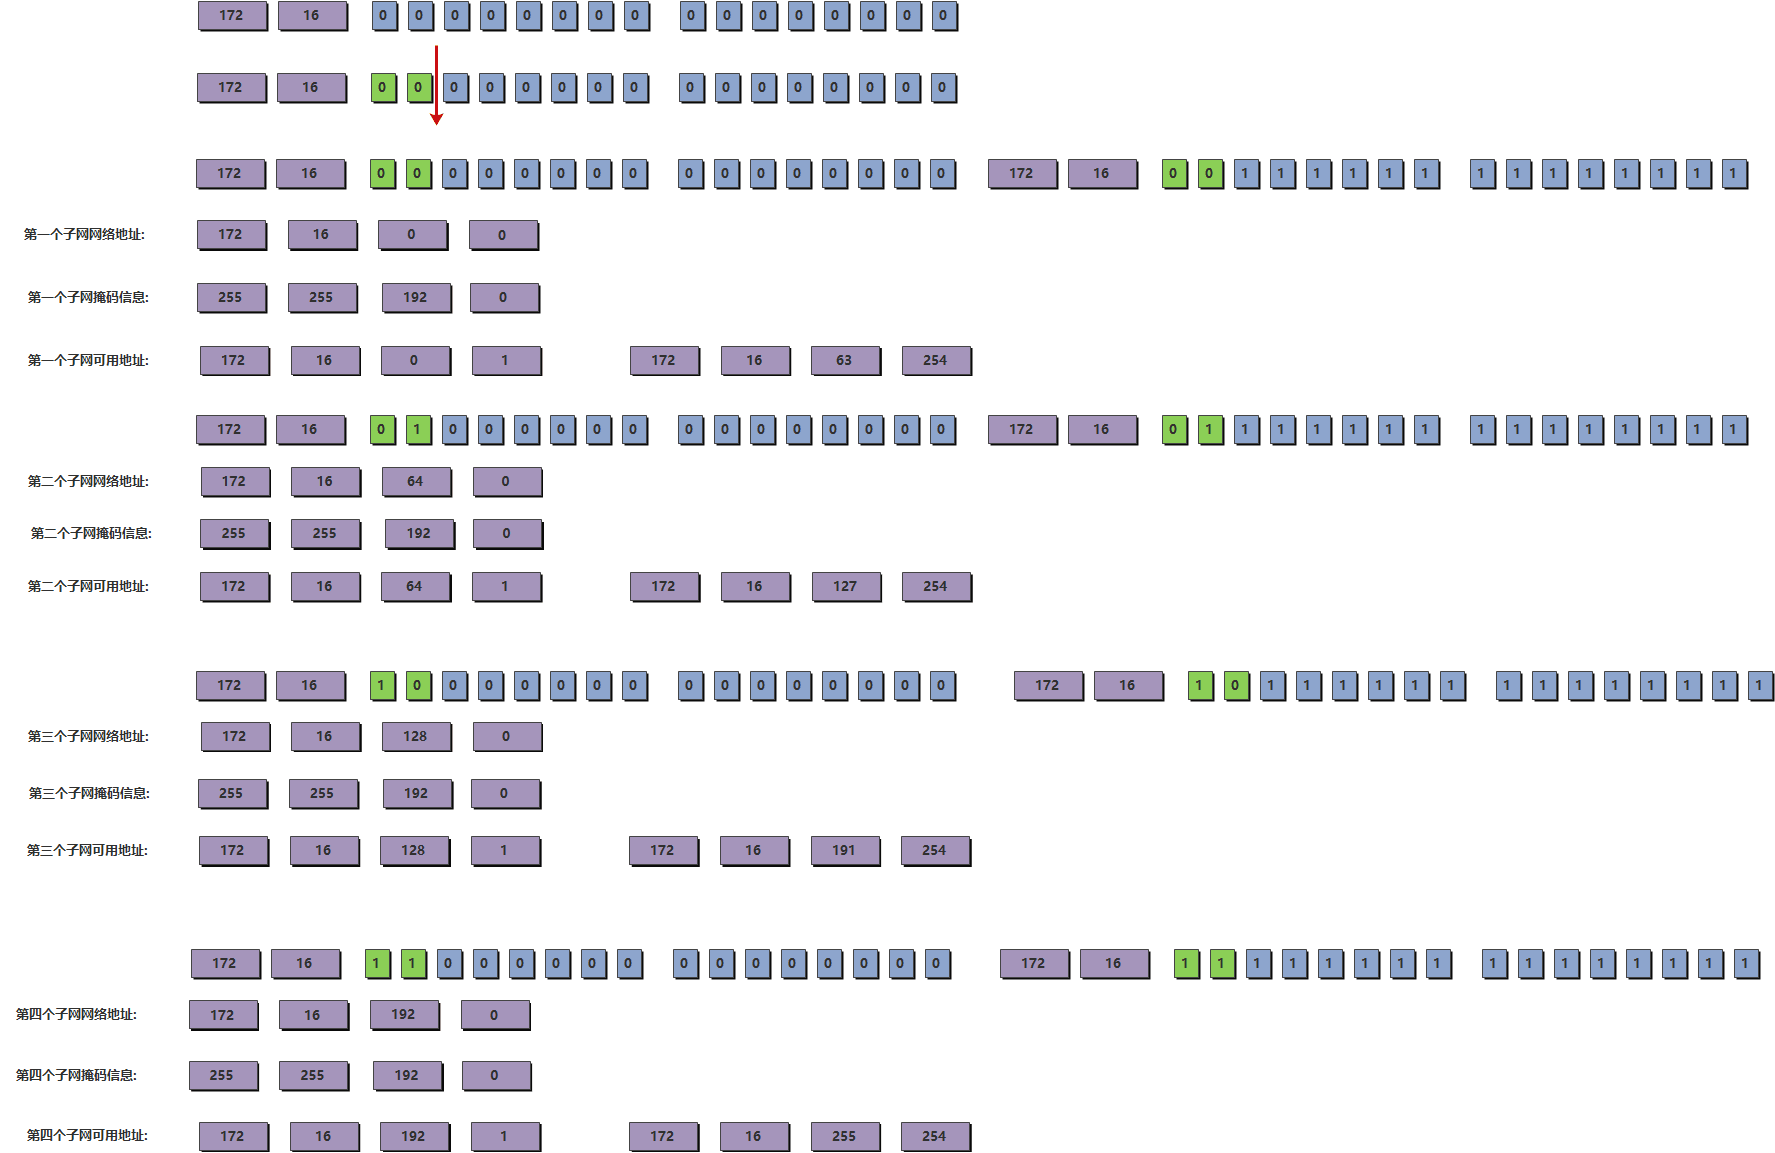 172 16 0 0 0 0 0 0 0 0 0 0 0 0 0 0 0 0
172 16 0 0 0 0 0 0 0 0 0 0 0 0 0 0 0 0
172 16 0 0 0 0 0 0 0 0 0 0 0 0 0 0 0 0 172 16 0 0 1 1 1 1 1 1 1 1 1 1 1 1 1 1
第一个子网网络地址: 172 16 0 0
第一个子网掩码信息: 255 255 192 0
第一个子网可用地址: 172 16 0 1 172 16 63 254
172 16 0 1 0 0 0 0 0 0 0 0 0 0 0 0 0 0 172 16 0 1 1 1 1 1 1 1 1 1 1 1 1 1 1 1
第二个子网网络地址: 172 16 64 0
第二个子网掩码信息: 255 255 192 0
第二个子网可用地址: 172 16 64 1 172 16 127 254
172 16 1 0 0 0 0 0 0 0 0 0 0 0 0 0 0 0 172 16 1 0 1 1 1 1 1 1 1 1 1 1 1 1 1 1
第三个子网网络地址: 172 16 128 0
第三个子网掩码信息: 255 255 192 0
第三个子网可用地址: 172 16 128 1 172 16 191 254
172 16 1 1 0 0 0 0 0 0 0 0 0 0 0 0 0 0 172 16 1 1 1 1 1 1 1 1 1 1 1 1 1 1 1 1
第四个子网网络地址: 172 16 192 0
第四个子网掩码信息: 255 255 192 0
第四个子网可用地址: 172 16 192 1 172 16 255 254